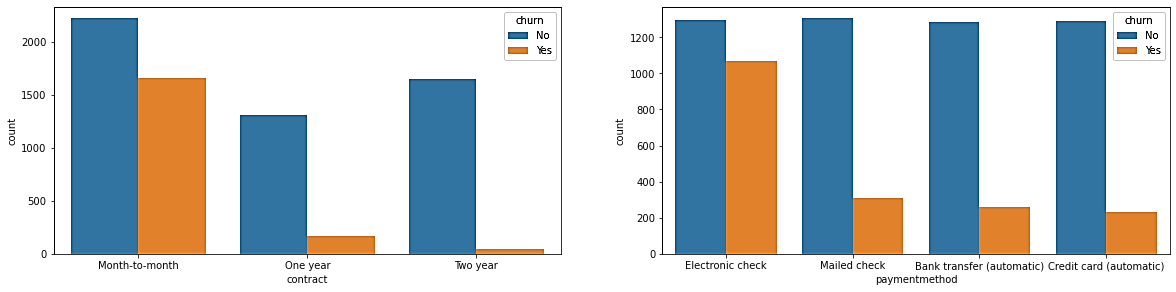 churn
No
Yes
2000
1500
1000
500
0
count
Month-to-month
One year
Two year
contract
churn
No
Yes
1200
1000
800
600
400
200
0
count
Electronic check
Mailed check
Bank transfer (automatic)
Credit card (automatic)
paymentmethod